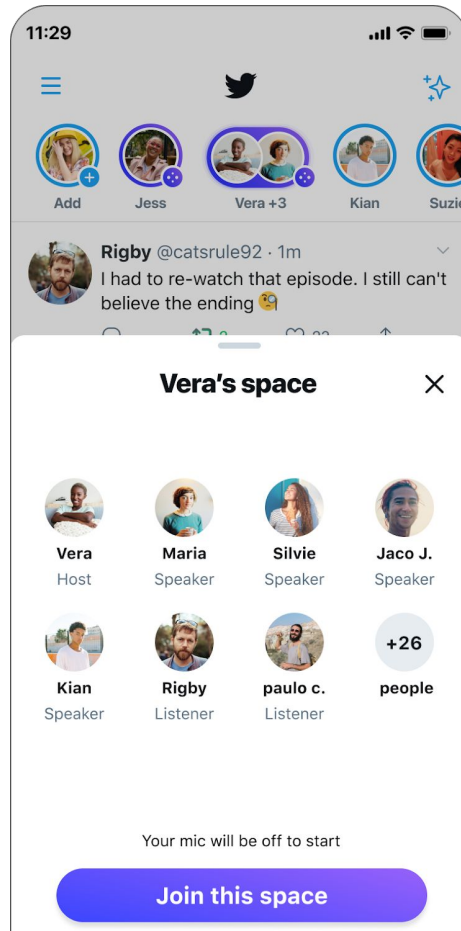 11:29
Add
Jess
Vera +3
Kian
Suzie
Rigby @catsrule92 · 1m
I had to re-watch that episode. I still can't
believe the ending 🧐
Vera's space
Vera Maria Silvie Jaco J.
Host Speaker Speaker Speaker
+26
Kian Rigby paulo c. people
Speaker Listener Listener
Your mic will be off to start
Join this space